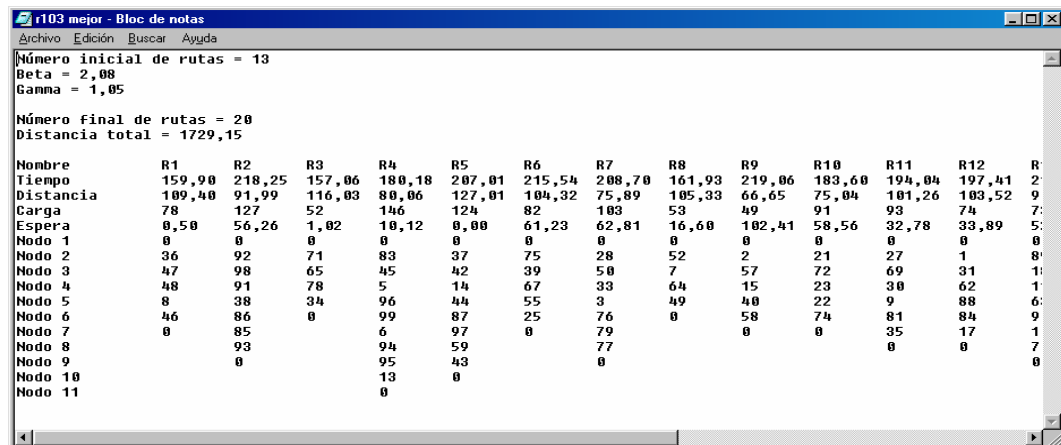 r103 mejor - Bloc de notas
Archivo Edición Buscar Ayuda
Número inicial de rutas = 13
Beta = 2,08
Gamma = 1,05
Número final de rutas = 20
Distancia total = 1729,15
Nombre R1 R2 R3 R4 R5 R6 R7 R8 R9 R10 R11 R12
Tiempo 159,90 218,25 157,06 180,18 207,01 215,54 208,70 161,93 219,06 183,60 194,04 197,41
Distancia 109,40 91,99 116,03 80,06 127,01 104,32 75,89 105,33 66,65 75,04 101,26 103,52
Carga 78 127 52 146 124 82 103 53 49 91 93 74
Espera 0,50 56,26 1,02 10,12 0,00 61,23 62,81 16,60 102,41 58,56 32,78 33,89
Nodo 1 0 0 0 0 0 0 0 0 0 0 0 0
Nodo 2 36 92 71 83 37 75 28 52 2 21 27 1
Nodo 3 47 98 65 45 42 39 50 7 57 72 69 31
Nodo 4 48 91 78 5 14 67 33 64 15 23 30 62
Nodo 5 8 38 34 96 44 55 3 49 40 22 9 88
Nodo 6 46 86 0 99 87 25 76 0 58 74 81 84
Nodo 7 0 85 6 97 0 79 0 0 35 17
Nodo 8 93 94 59 77 0 0
Nodo 9 0 95 43 0
Nodo 10 13 0
Nodo 11 0